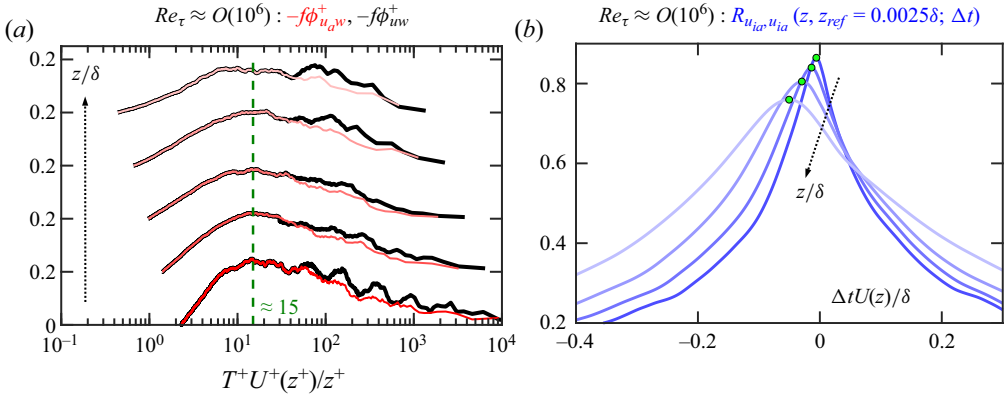 (a) Re_τ ≈ O(10^6) : −fϕ^+_{u_a w}, −fϕ^+_{uw}
z/δ
0.2
0.2
0.2
0.2
0.2
0
≈ 15
10^{−1} 10^0 10^1 10^2 10^3 10^4
T^+U^+(z^+)/z^+
(b) Re_τ ≈ O(10^6) : R_{u_{ia}, u_{ia}} (z, z_{ref} = 0.0025δ; Δt)
0.8
0.6
0.4
0.2
z/δ
ΔtU(z)/δ
−0.4 −0.2 0 0.2